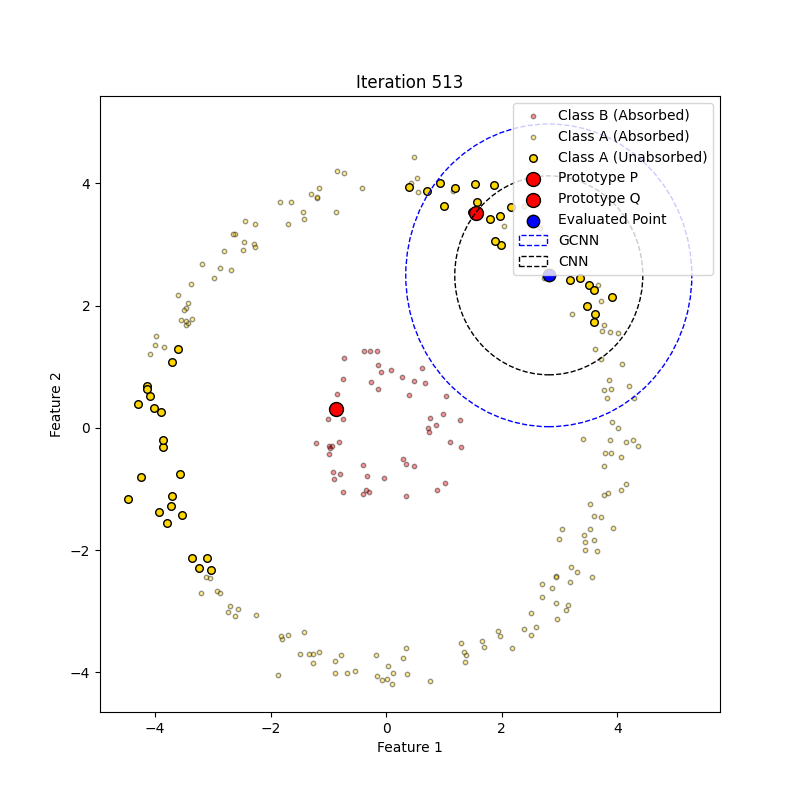 Iteration 513
Class B (Absorbed)
Class A (Absorbed)
Class A (Unabsorbed)
Prototype P
Prototype Q
Evaluated Point
GCNN
CNN
Feature 2
4
2
0
−2
−4
−4
−2
0
2
4
Feature 1